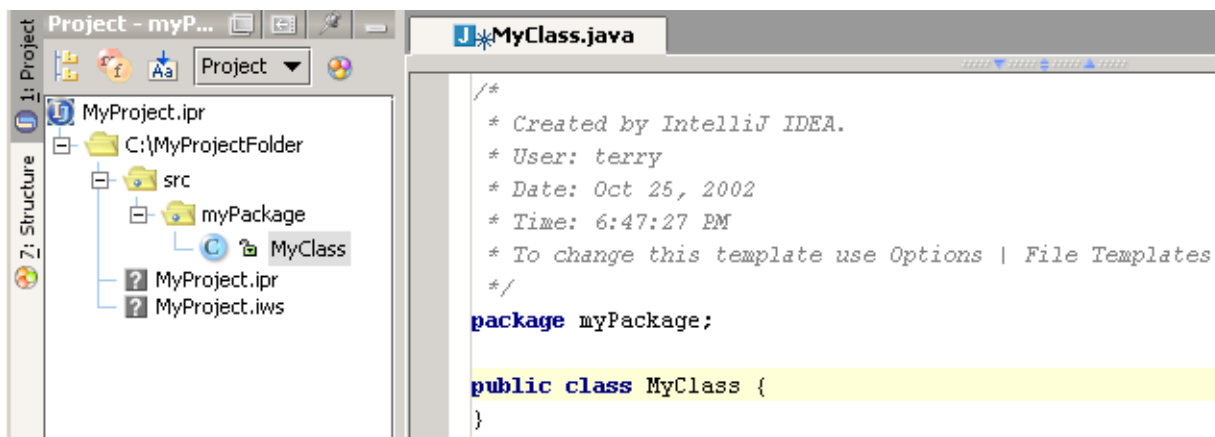 1: Project
7: Structure
Project - myP...
Project
MyProject.ipr
C:\MyProjectFolder
src
myPackage
MyClass
MyProject.ipr
MyProject.iws
MyClass.java
/*
* Created by IntelliJ IDEA.
* User: terry
* Date: Oct 25, 2002
* Time: 6:47:27 PM
* To change this template use Options | File Templates
*/
package myPackage;
public class MyClass {
}